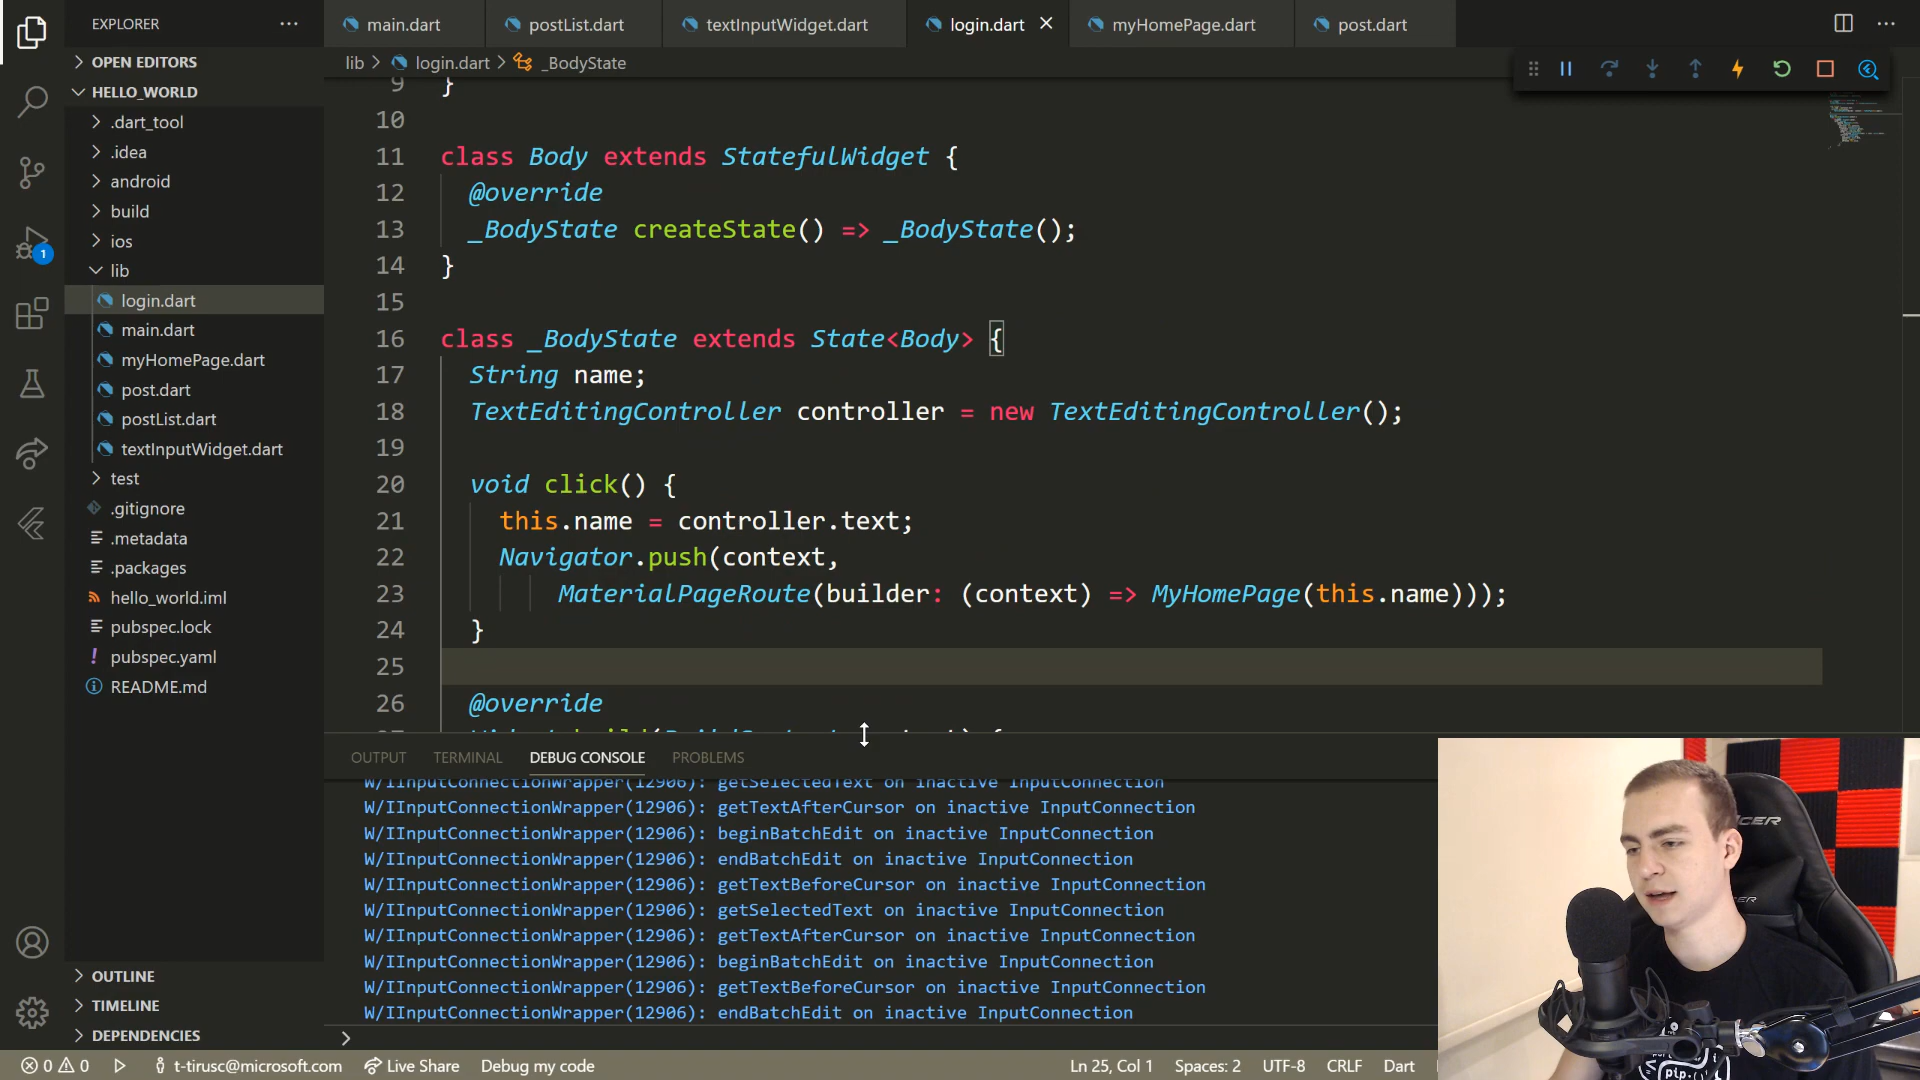 EXPLORER
main.dart
postList.dart
textInputWidget.dart
login.dart
myHomePage.dart
post.dart
OPEN EDITORS
lib > login.dart > _BodyState
HELLO_WORLD
.dart_tool
.idea
android
build
ios
lib
login.dart
main.dart
myHomePage.dart
post.dart
postList.dart
textInputWidget.dart
test
.gitignore
.metadata
.packages
hello_world.iml
pubspec.lock
pubspec.yaml
README.md
OUTLINE
TIMELINE
DEPENDENCIES
1
9 }
10
11 class Body extends StatefulWidget {
12 @override
13 _BodyState createState() => _BodyState();
14 }
15
16 class _BodyState extends State<Body> {
17 String name;
18 TextEditingController controller = new TextEditingController();
19
20 void click() {
21 this.name = controller.text;
22 Navigator.push(context,
23 MaterialPageRoute(builder: (context) => MyHomePage(this.name)));
24 }
25
26 @override
OUTPUT TERMINAL DEBUG CONSOLE PROBLEMS
W/IInputConnectionWrapper(12906): getSelectedText on inactive InputConnection
W/IInputConnectionWrapper(12906): getTextAfterCursor on inactive InputConnection
W/IInputConnectionWrapper(12906): beginBatchEdit on inactive InputConnection
W/IInputConnectionWrapper(12906): endBatchEdit on inactive InputConnection
W/IInputConnectionWrapper(12906): getTextBeforeCursor on inactive InputConnection
W/IInputConnectionWrapper(12906): getSelectedText on inactive InputConnection
W/IInputConnectionWrapper(12906): getTextAfterCursor on inactive InputConnection
W/IInputConnectionWrapper(12906): beginBatchEdit on inactive InputConnection
W/IInputConnectionWrapper(12906): getTextBeforeCursor on inactive InputConnection
W/IInputConnectionWrapper(12906): endBatchEdit on inactive InputConnection
>
0 0 t-tirusc@microsoft.com Live Share Debug my code Ln 25, Col 1 Spaces: 2 UTF-8 CRLF Dart